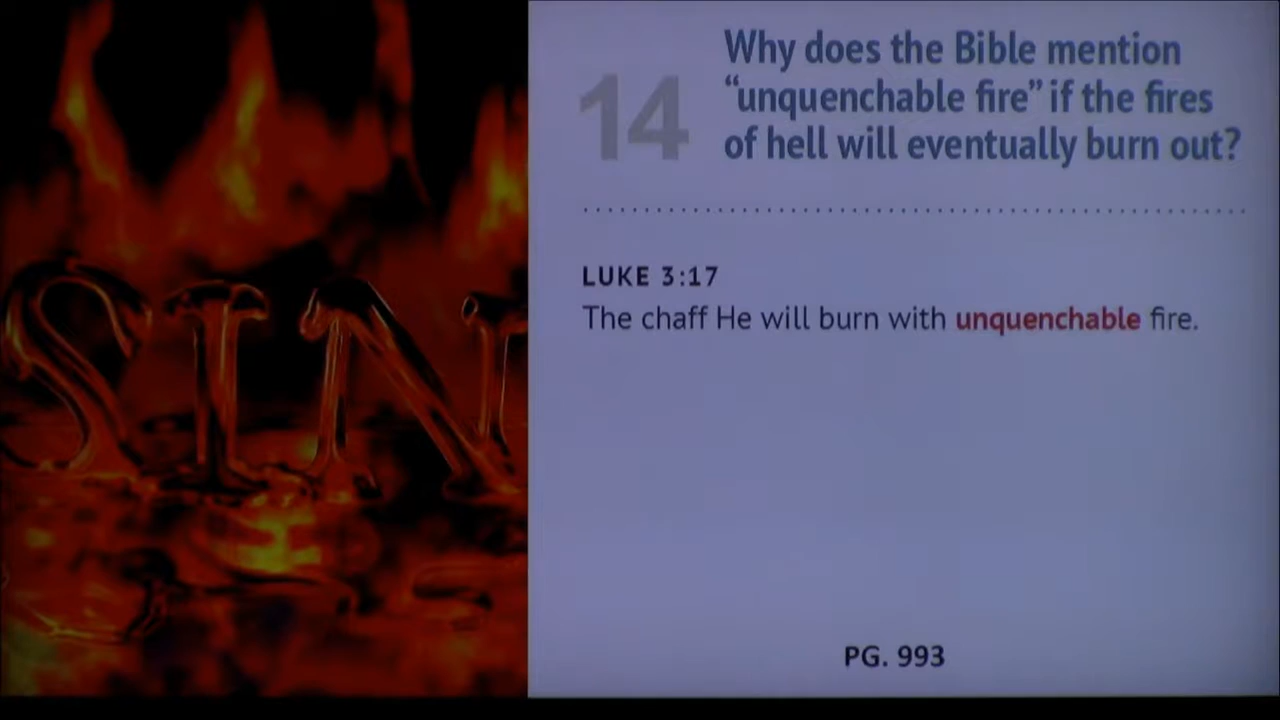 SIN
14
Why does the Bible mention
“unquenchable fire” if the fires
of hell will eventually burn out?
LUKE 3:17
The chaff He will burn with unquenchable fire.
PG. 993